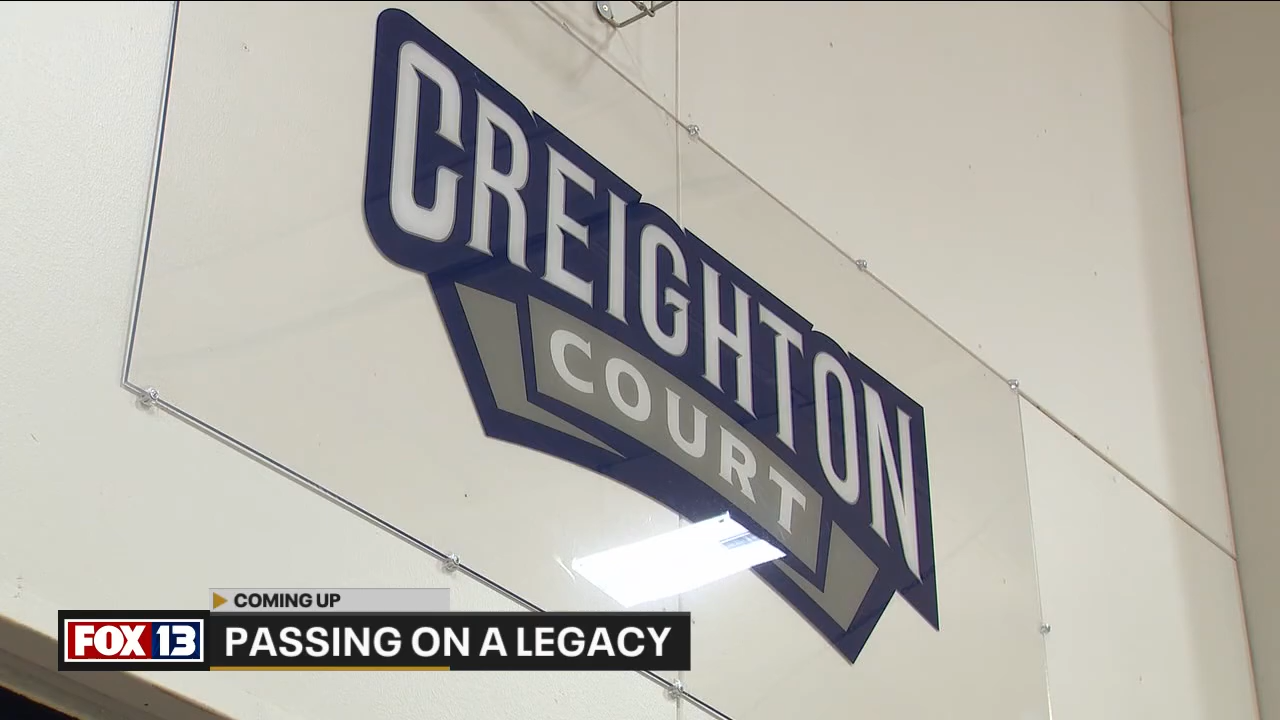 CREIGHTON
COURT
COMING UP
FOX 13
PASSING ON A LEGACY